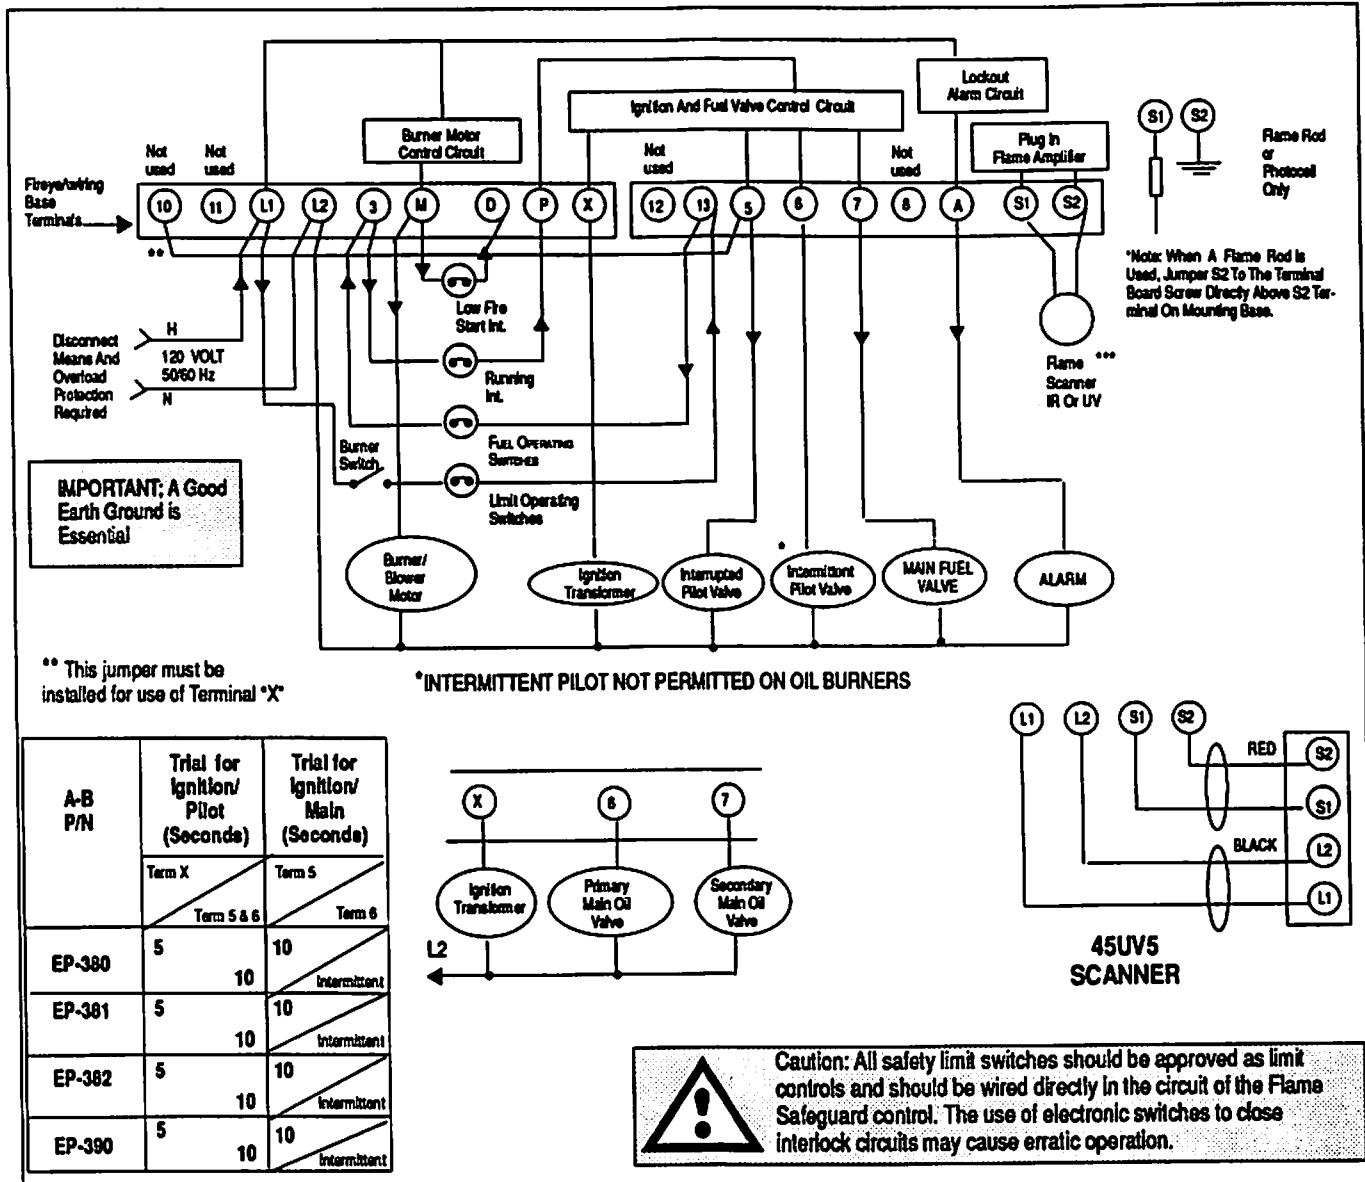 Lockout
Alarm Circuit
Ignition And Fuel Valve Control Circuit
Burner Motor
Control Circuit
Plug In
Flame Amplifier
S1 S2
Flame Rod
or
Photocell
Only
Not
used
Not
used
Not
used
Not
used
Fireye/wiring
Base
Terminals
10 11 L1 L2 3 M D P X 12 13 5 6 7 8 A S1 S2
**
*Note: When A Flame Rod is
Used, Jumper S2 To The Terminal
Board Screw Directly Above S2 Ter-
minal On Mounting Base.
Low Fire
Start Int.
Disconnect
Means And
Overload
Protection
Required
H
120 VOLT
50/60 Hz
N
Running
Int.
Flame ***
Scanner
IR Or UV
Fuel Operating
Switches
Burner
Switch
Limit Operating
Switches
IMPORTANT; A Good
Earth Ground is
Essential
Burner/
Blower
Motor
Ignition
Transformer
Interrupted
Pilot Valve
*
Intermittent
Pilot Valve
MAIN FUEL
VALVE
ALARM
** This jumper must be
installed for use of Terminal "X"
*INTERMITTENT PILOT NOT PERMITTED ON OIL BURNERS
A-B
P/N
Trial for
Ignition/
Pilot
(Seconds)
Trial for
Ignition/
Main
(Seconds)
Term X
Term 5 & 6
Term 5
Term 6
EP-380 5 10 10 Intermittent
EP-381 5 10 10 Intermittent
EP-382 5 10 10 Intermittent
EP-390 5 10 10 Intermittent
X 6 7
Ignition
Transformer
Primary
Main Oil
Valve
Secondary
Main Oil
Valve
L2
L1 L2 S1 S2
RED
S2
S1
BLACK
L2
L1
45UV5
SCANNER
Caution: All safety limit switches should be approved as limit
controls and should be wired directly in the circuit of the Flame
Safeguard control. The use of electronic switches to close
interlock circuits may cause erratic operation.